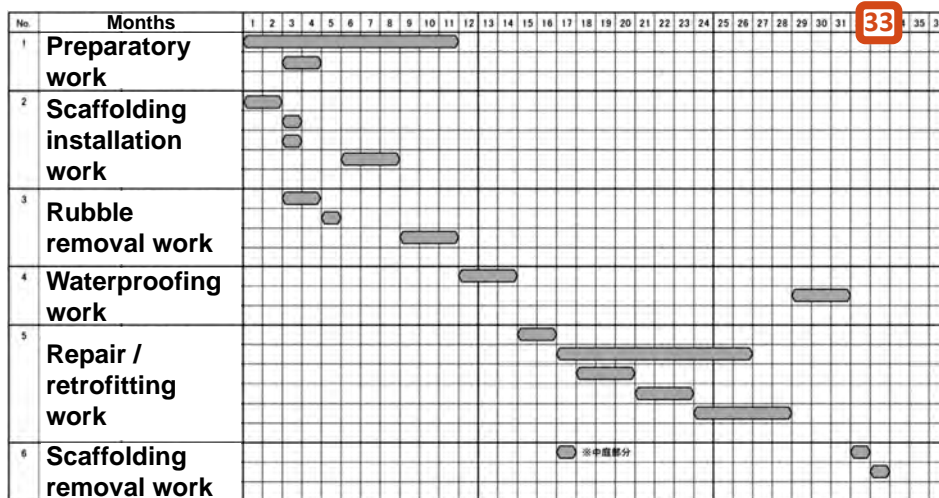 No. Months 1 2 3 4 5 6 7 8 9 10 11 12 13 14 15 16 17 18 19 20 21 22 23 24 25 26 27 28 29 30 31 33 35
1 Preparatory
work
2 Scaffolding
installation
work
3 Rubble
removal work
4 Waterproofing
work
5 Repair /
retrofitting
work
6 Scaffolding ※中庭部分
removal work